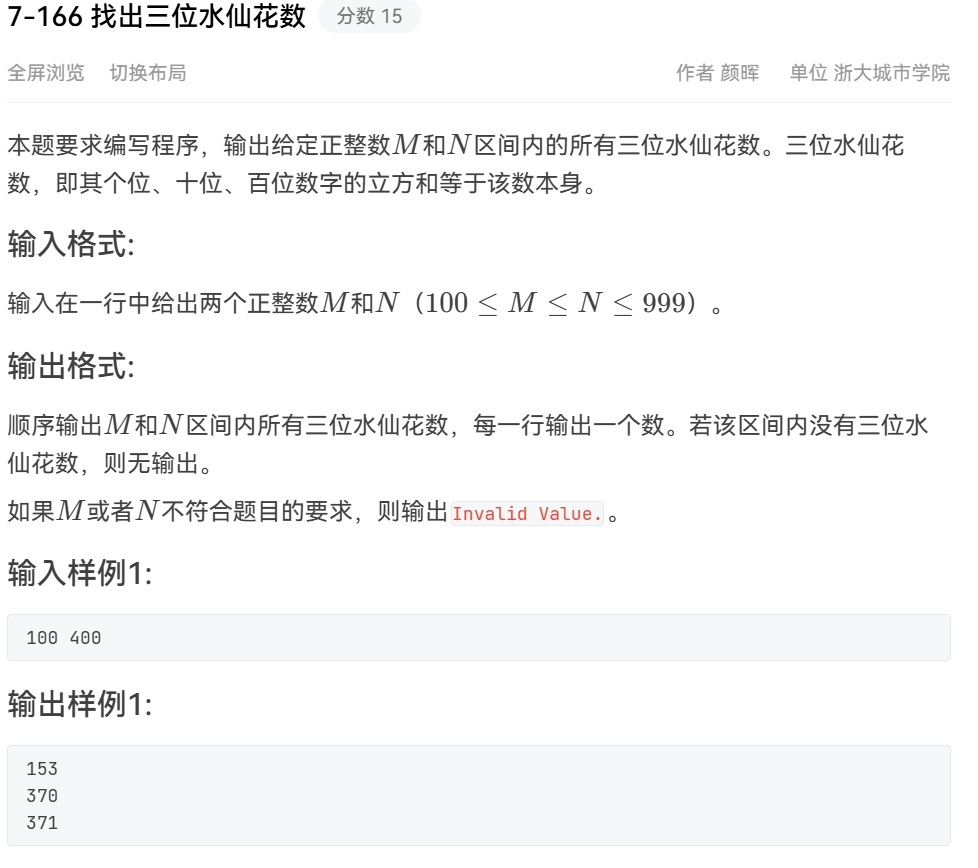 7-166 找出三位水仙花数 分数 15
全屏浏览 切换布局 作者 颜晖 单位 浙大城市学院
本题要求编写程序，输出给定正整数M和N区间内的所有三位水仙花数。三位水仙花
数，即其个位、十位、百位数字的立方和等于该数本身。
输入格式:
输入在一行中给出两个正整数M和N（100 ≤ M ≤ N ≤ 999）。
输出格式:
顺序输出M和N区间内所有三位水仙花数，每一行输出一个数。若该区间内没有三位水
仙花数，则无输出。
如果M或者N不符合题目的要求，则输出Invalid Value.。
输入样例1:
100 400
输出样例1:
153
370
371